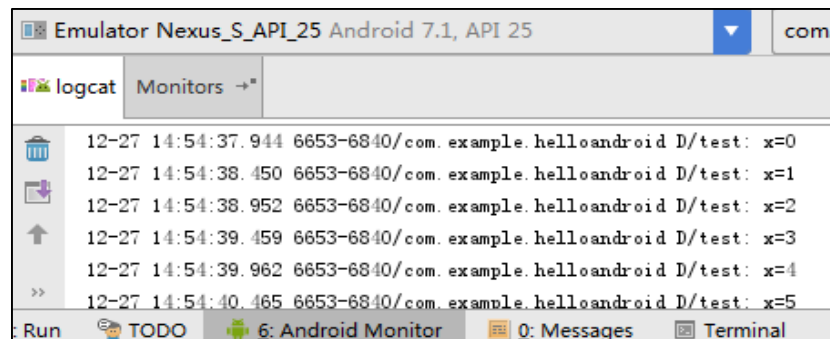 Emulator Nexus_S_API_25 Android 7.1, API 25 com
logcat Monitors
12-27 14:54:37.944 6653-6840/com.example.helloandroid D/test: x=0
12-27 14:54:38.450 6653-6840/com.example.helloandroid D/test: x=1
12-27 14:54:38.952 6653-6840/com.example.helloandroid D/test: x=2
12-27 14:54:39.459 6653-6840/com.example.helloandroid D/test: x=3
12-27 14:54:39.962 6653-6840/com.example.helloandroid D/test: x=4
12-27 14:54:40.465 6653-6840/com.example.helloandroid D/test: x=5
: Run TODO 6: Android Monitor 0: Messages Terminal